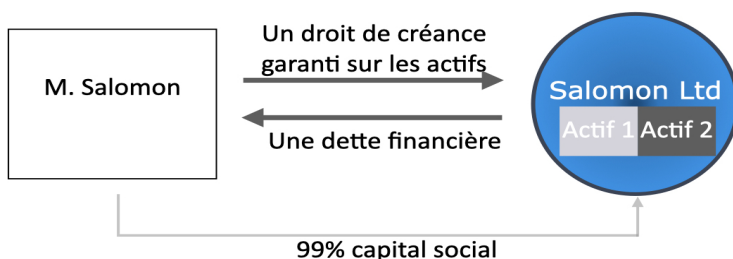 Un droit de créance
garanti sur les actifs
M. Salomon
Salomon Ltd
Actif 1 Actif 2
Une dette financière
99% capital social